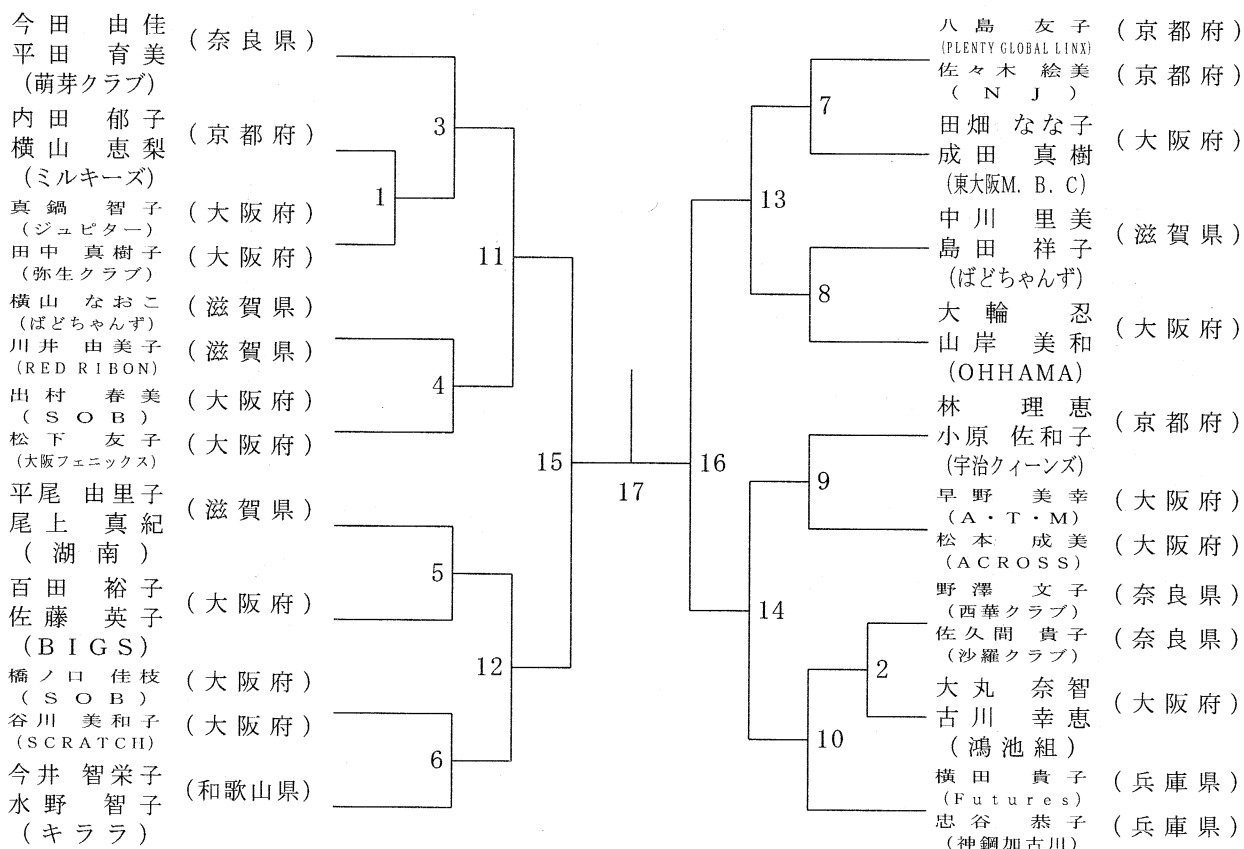 今田 由佳 (奈良県)
平田 育美
(萌芽クラブ)
内田 郁子 (京都府)
横山 恵梨
(ミルキーズ)
真鍋 智子 (大阪府)
(ジュピター)
田中 真樹子 (大阪府)
(弥生クラブ)
横山 なおこ (滋賀県)
(ばどちゃんず)
川井 由美子 (滋賀県)
(RED RIBON)
出村 春美 (大阪府)
(SOB)
松下 友子 (大阪府)
(大阪フェニックス)
平尾 由里子 (滋賀県)
尾上 真紀
(湖南)
百田 裕子 (大阪府)
佐藤 英子
(BIGS)
橋ノ口 佳枝 (大阪府)
(SOB)
谷川 美和子 (大阪府)
(SCRATCH)
今井 智栄子 (和歌山県)
水野 智子
(キララ)
3
1
11
4
15
5
12
6
17
16
7
13
8
9
14
2
10
八島 友子 (京都府)
(PLENTY GLOBAL LINX)
佐々木 絵美 (京都府)
(NJ)
田畑 なな子 (大阪府)
成田 真樹
(東大阪M.B.C)
中川 里美 (滋賀県)
島田 祥子
(ばどちゃんず)
大輪 忍 (大阪府)
山岸 美和
(OHHAMA)
林 理恵 (京都府)
小原 佐和子
(宇治クィーンズ)
早野 美幸 (大阪府)
(A・T・M)
松本 成美 (大阪府)
(ACROSS)
野澤 文子 (奈良県)
(西華クラブ)
佐久間 貴子 (奈良県)
(沙羅クラブ)
大丸 奈智 (大阪府)
古川 幸恵
(鴻池組)
横田 貴子 (兵庫県)
(Futures)
忠谷 恭子 (兵庫県)
(神鋼加古川)